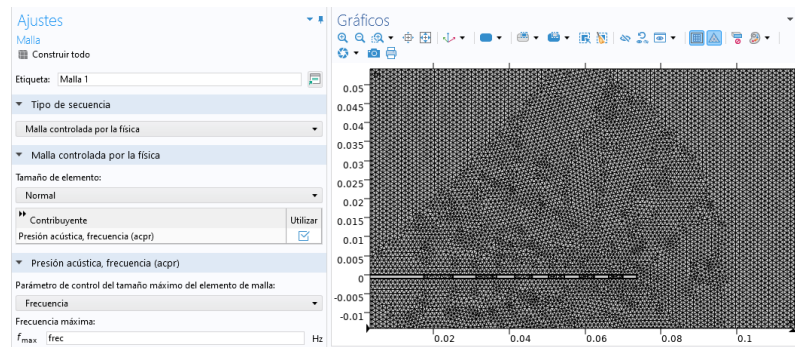 Ajustes
Malla
Construir todo
Etiqueta: Malla 1
Tipo de secuencia
Malla controlada por la física
Malla controlada por la física
Tamaño de elemento:
Normal
Contribuyente Utilizar
Presión acústica, frecuencia (acpr)
Presión acústica, frecuencia (acpr)
Parámetro de control del tamaño máximo del elemento de malla:
Frecuencia
Frecuencia máxima:
fmax frec Hz
Gráficos
0.05
0.045
0.04
0.035
0.03
0.025
0.02
0.015
0.01
0.005
0
-0.005
-0.01
0.02 0.04 0.06 0.08 0.1